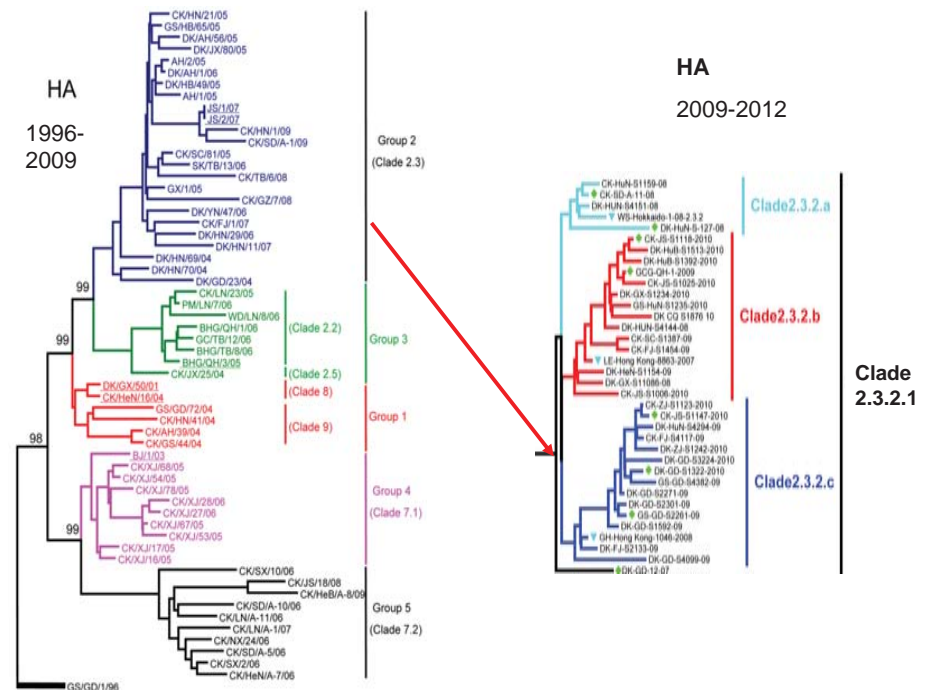 HA
1996-
2009
CK/HN/21/05
GS/HB/65/05
DK/AH/56/05
DK/JX/80/05
AH/2/05
DK/AH/1/06
DK/HB/49/05
AH/1/05
JS/1/07
JS/2/07
CK/HN/1/09
CK/SD/A-1/09
CK/SC/81/05
SK/TB/13/06
CK/TB/6/08
GX/1/05
CK/GZ/7/08
DK/YN/47/06
CK/FJ/1/07
DK/HN/29/06
DK/HN/11/07
DK/HN/69/04
DK/HN/70/04
DK/GD/23/04
Group 2
(Clade 2.3)
99
CK/LN/23/05
PM/LN/7/06
WD/LN/8/06
BHG/QH/1/06
GC/TB/12/06
BHG/TB/8/06
BHG/QH/3/05
CK/JX/25/04
(Clade 2.2)
(Clade 2.5)
Group 3
99
DK/GX/50/01
CK/HeN/16/04
GS/GD/72/04
CK/HN/41/04
CK/AH/39/04
CK/GS/44/04
(Clade 8)
(Clade 9)
Group 1
98
BJ/1/03
CK/XJ/68/05
CK/XJ/54/05
CK/XJ/78/05
CK/XJ/28/06
CK/XJ/27/06
CK/XJ/67/05
CK/XJ/53/05
CK/XJ/17/05
CK/XJ/16/05
Group 4
(Clade 7.1)
99
CK/SX/10/06
CK/JS/18/08
CK/HeB/A-8/09
CK/SD/A-10/06
CK/LN/A-11/06
CK/LN/A-1/07
CK/NX/24/06
CK/SD/A-5/06
CK/SX/2/06
CK/HeN/A-7/06
Group 5
(Clade 7.2)
GS/GD/1/96
HA
2009-2012
CK-HuN-S1159-08
CK-SD-A-11-08
DK-HUN-S4151-08
WS-Hokkaido-1-08-2.3.2
DK-HuN-S-127-08
Clade2.3.2.a
CK-JS-S1118-2010
DK-HuB-S1513-2010
DK-HuB-S1392-2010
GCG-QH-1-2009
CK-JS-S1025-2010
DK-GX-S1234-2010
GS-HuN-S1235-2010
DK CQ S1876 10
DK-HUN-S4144-08
CK-SC-S1387-09
CK-FJ-S1454-09
LE-Hong Kong-8863-2007
DK-HeN-S1154-09
DK-GX-S11086-08
CK-JS-S1006-2010
Clade2.3.2.b
CK-ZJ-S1123-2010
CK-JS-S1147-2010
DK-HuN-S4294-09
CK-FJ-S4117-09
DK-ZJ-S1242-2010
DK-GD-S3224-2010
DK-GD-S1322-2010
GS-GD-S4382-09
DK-GD-S2271-09
DK-GD-S2301-09
GS-GD-S2261-09
DK-GD-S1592-09
GH-Hong Kong-1046-2008
DK-FJ-S2133-09
DK-GD-S4099-09
DK-GD-12-07
Clade2.3.2.c
Clade
2.3.2.1